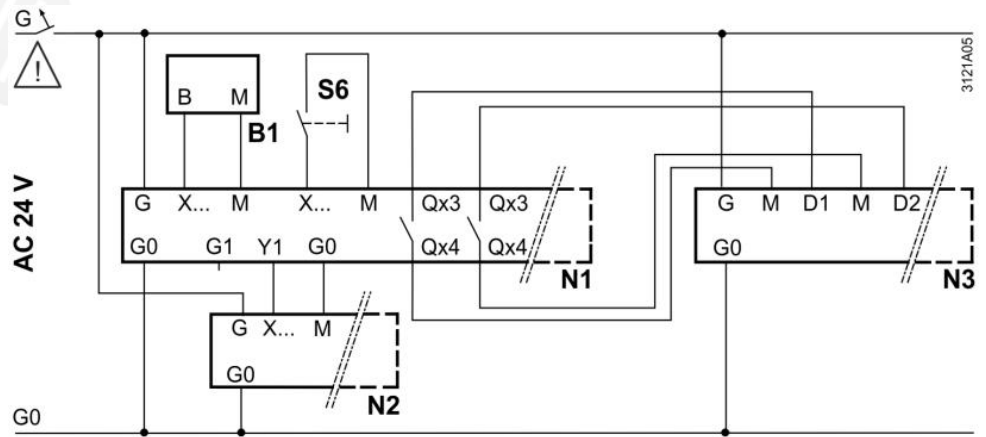 G
!
3121A05
B M
B1
S6
AC 24 V
G X... M X... M Qx3 Qx3
G0 G1 Y1 G0 Qx4 Qx4
N1
G M D1 M D2
G0
N3
G X... M
G0
N2
G0